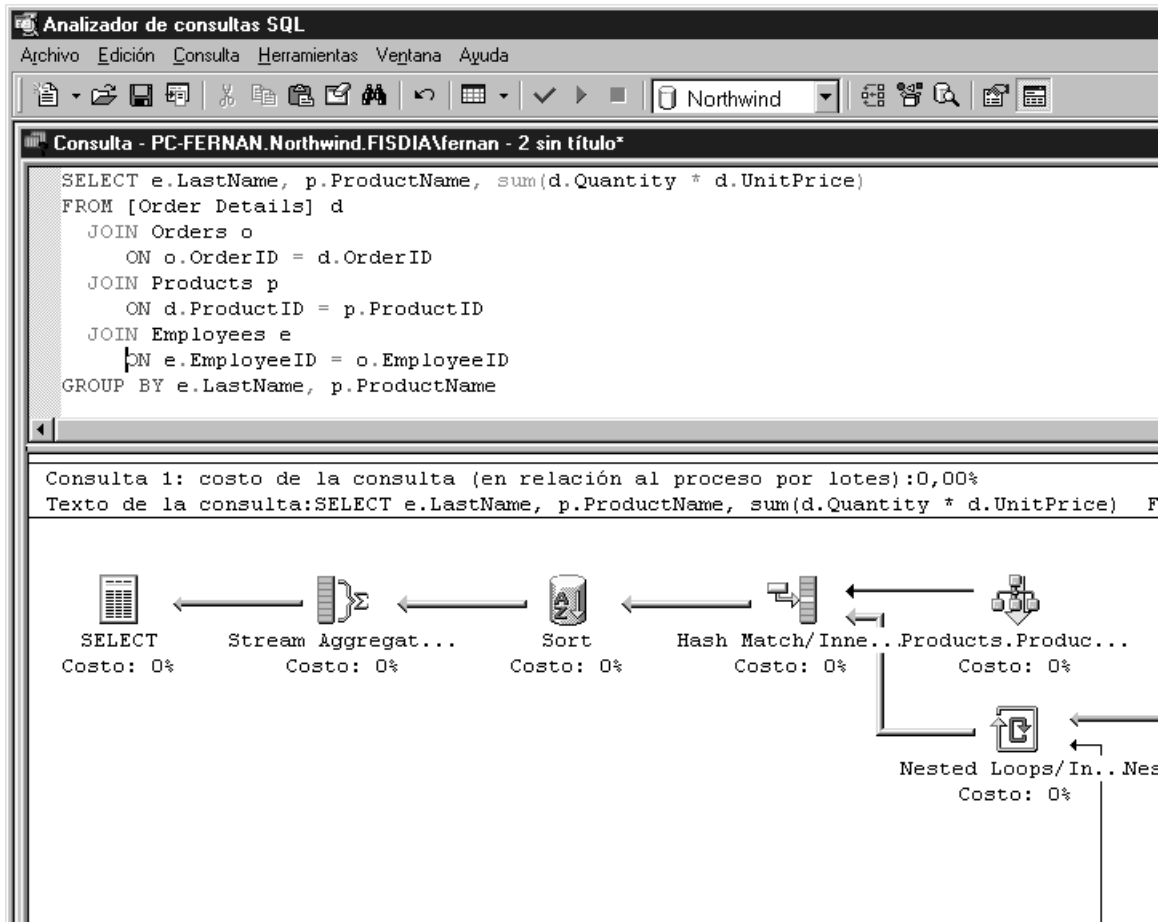 Analizador de consultas SQL
Archivo Edición Consulta Herramientas Ventana Ayuda
Northwind
Consulta - PC-FERNAN.Northwind.FISDIA\fernan - 2 sin título*
SELECT e.LastName, p.ProductName, sum(d.Quantity * d.UnitPrice)
FROM [Order Details] d
JOIN Orders o
ON o.OrderID = d.OrderID
JOIN Products p
ON d.ProductID = p.ProductID
JOIN Employees e
ON e.EmployeeID = o.EmployeeID
GROUP BY e.LastName, p.ProductName
Consulta 1: costo de la consulta (en relación al proceso por lotes):0,00%
Texto de la consulta:SELECT e.LastName, p.ProductName, sum(d.Quantity * d.UnitPrice) F
SELECT Stream Aggregat... Sort Hash Match/Inne... Products.Produc...
Costo: 0% Costo: 0% Costo: 0% Costo: 0% Costo: 0%
Nested Loops/In... Nes
Costo: 0%